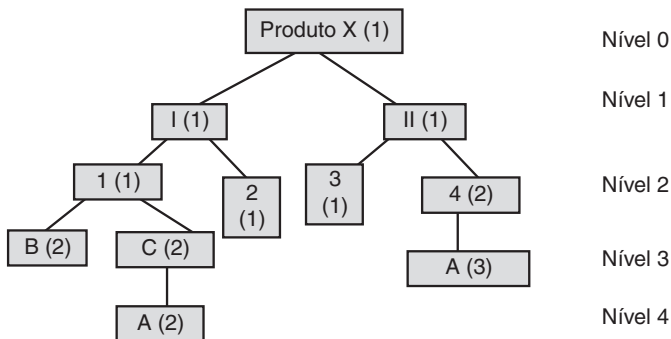 Produto X (1)
Nível 0
Nível 1
I (1)
II (1)
1 (1)
2
(1)
3
(1)
4 (2)
Nível 2
B (2)
C (2)
A (3)
Nível 3
A (2)
Nível 4